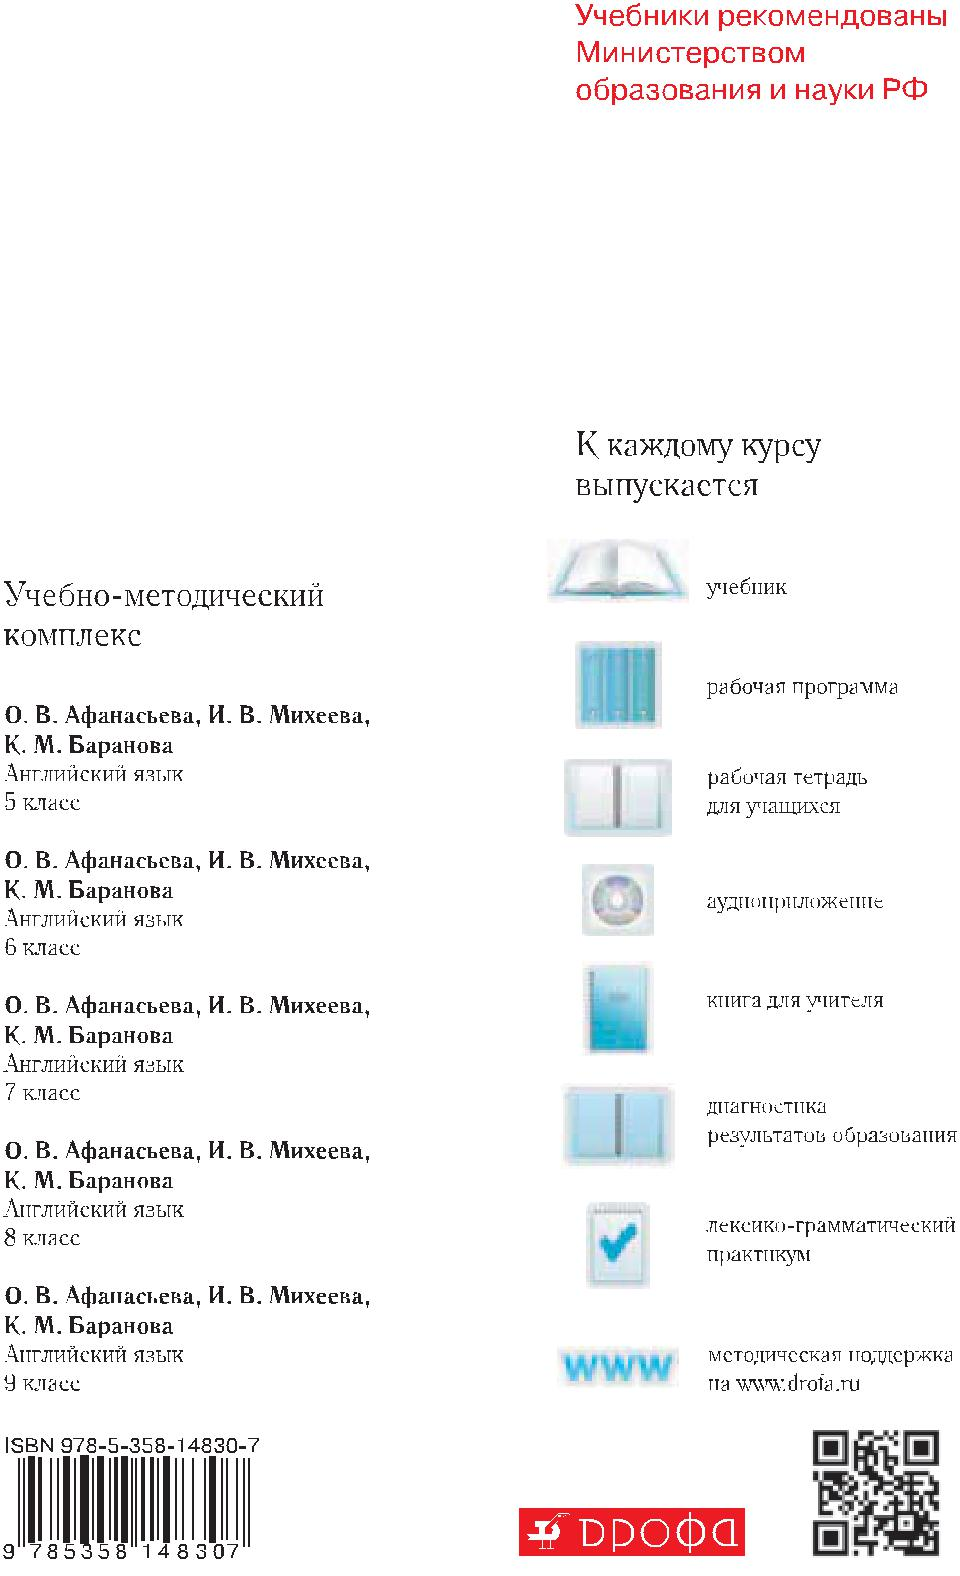 Учебники рекомендованы
Министерством
образования и науки РФ
К каждому курсу
выпускается
учебник
рабочая программа
рабочая тетрадь
для учащихся
аудиоприложение
книга для учителя
диагностика
результатов образования
лексико-грамматический
практикум
www
методическая поддержка
на www.drofa.ru
Учебно-методический
комплекс
О. В. Афанасьева, И. В. Михеева,
К. М. Баранова
Английский язык
5 класс
О. В. Афанасьева, И. В. Михеева,
К. М. Баранова
Английский язык
6 класс
О. В. Афанасьева, И. В. Михеева,
К. М. Баранова
Английский язык
7 класс
О. В. Афанасьева, И. В. Михеева,
К. М. Баранова
Английский язык
8 класс
О. В. Афанасьева, И. В. Михеева,
К. М. Баранова
Английский язык
9 класс
ISBN 978-5-358-14830-7
9 785358 148307
дрофа